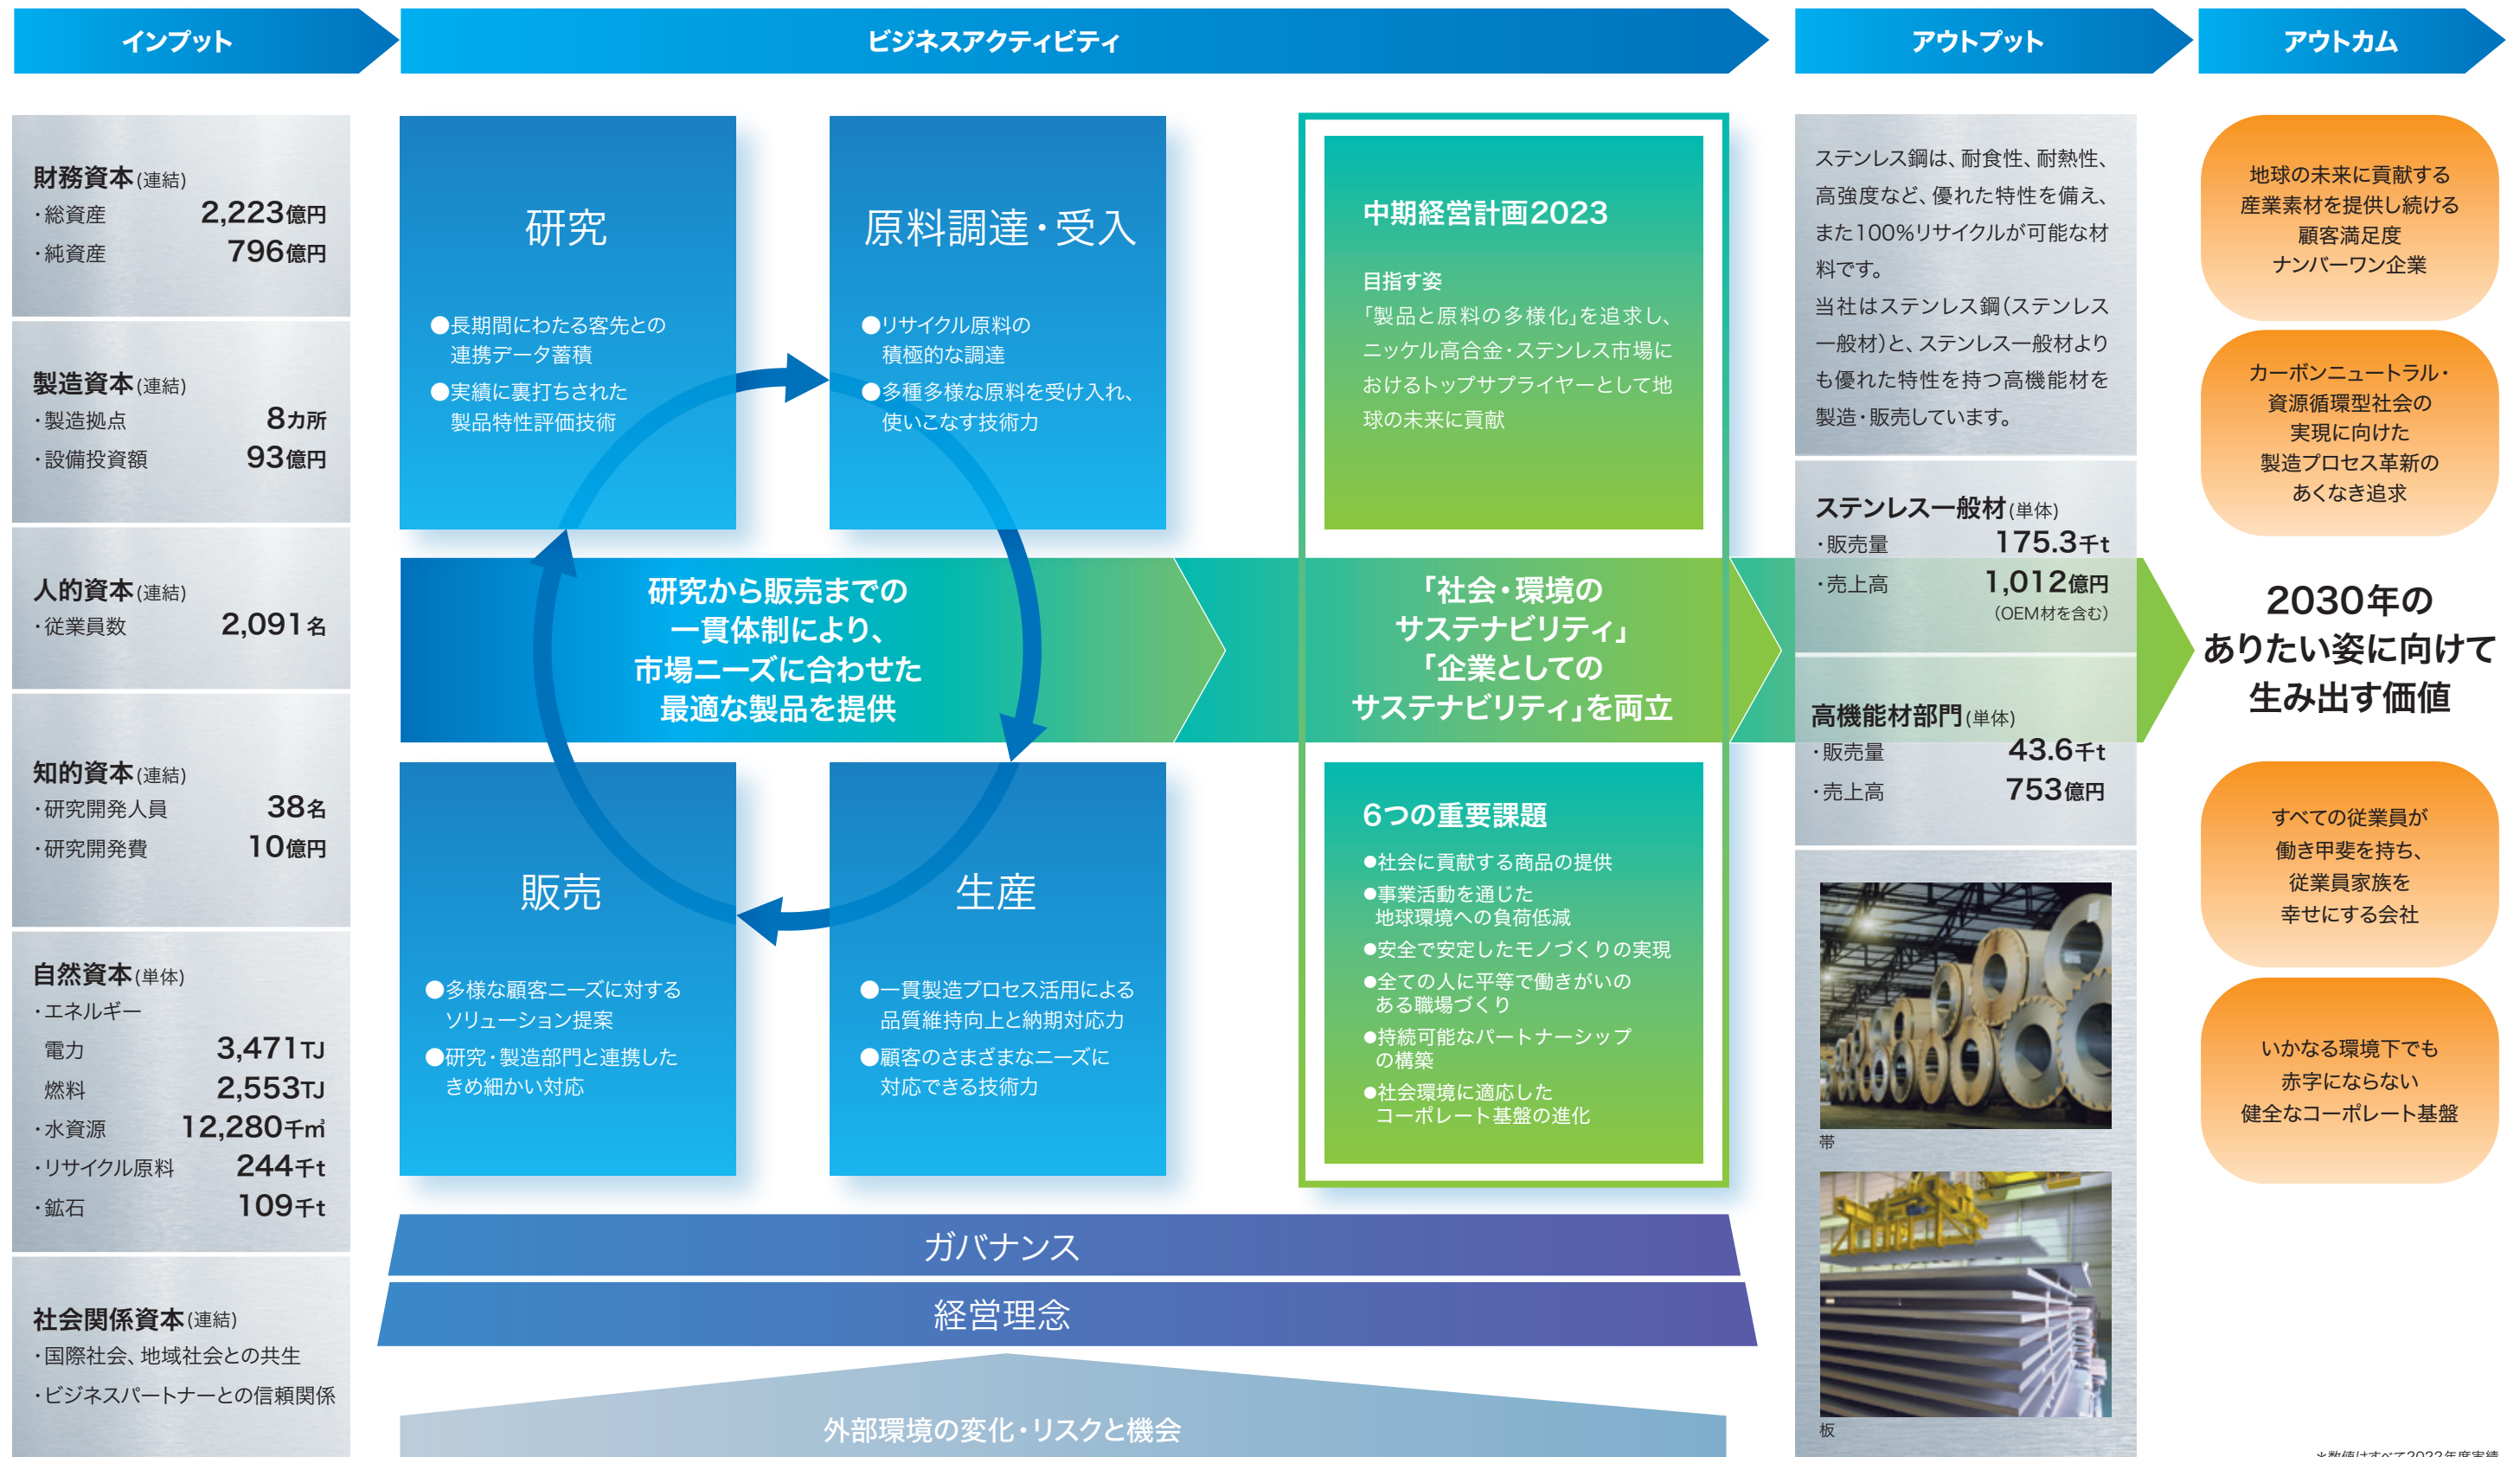 インプット
ビジネスアクティビティ
アウトプット
アウトカム
財務資本(連結)
・総資産 2,223億円
・純資産 796億円
製造資本(連結)
・製造拠点 8カ所
・設備投資額 93億円
人的資本(連結)
・従業員数 2,091名
知的資本(連結)
・研究開発人員 38名
・研究開発費 10億円
自然資本(単体)
・エネルギー
電力 3,471TJ
燃料 2,553TJ
・水資源 12,280千㎥
・リサイクル原料 244千t
・鉱石 109千t
社会関係資本(連結)
・国際社会、地域社会との共生
・ビジネスパートナーとの信頼関係
研究
●長期間にわたる客先との
連携データ蓄積
●実績に裏打ちされた
製品特性評価技術
原料調達・受入
●リサイクル原料の
積極的な調達
●多種多様な原料を受け入れ、
使いこなす技術力
研究から販売までの
一貫体制により、
市場ニーズに合わせた
最適な製品を提供
販売
●多様な顧客ニーズに対する
ソリューション提案
●研究・製造部門と連携した
きめ細かい対応
生産
●一貫製造プロセス活用による
品質維持向上と納期対応力
●顧客のさまざまなニーズに
対応できる技術力
中期経営計画2023
目指す姿
「製品と原料の多様化」を追求し、
ニッケル高合金・ステンレス市場に
おけるトップサプライヤーとして地
球の未来に貢献
「社会・環境の
サステナビリティ」
「企業としての
サステナビリティ」を両立
6つの重要課題
●社会に貢献する商品の提供
●事業活動を通じた
地球環境への負荷低減
●安全で安定したモノづくりの実現
●全ての人に平等で働きがいの
ある職場づくり
●持続可能なパートナーシップ
の構築
●社会環境に適応した
コーポレート基盤の進化
ガバナンス
経営理念
外部環境の変化・リスクと機会
ステンレス鋼は、耐食性、耐熱性、
高強度など、優れた特性を備え、
また100%リサイクルが可能な材
料です。
当社はステンレス鋼(ステンレス
一般材)と、ステンレス一般材より
も優れた特性を持つ高機能材を
製造・販売しています。
ステンレス一般材(単体)
・販売量 175.3千t
・売上高 1,012億円
(OEM材を含む)
高機能材部門(単体)
・販売量 43.6千t
・売上高 753億円
帯
板
地球の未来に貢献する
産業素材を提供し続ける
顧客満足度
ナンバーワン企業
カーボンニュートラル・
資源循環型社会の
実現に向けた
製造プロセス革新の
あくなき追求
2030年の
ありたい姿に向けて
生み出す価値
すべての従業員が
働き甲斐を持ち、
従業員家族を
幸せにする会社
いかなる環境下でも
赤字にならない
健全なコーポレート基盤
＊数値はすべて2022年度実績